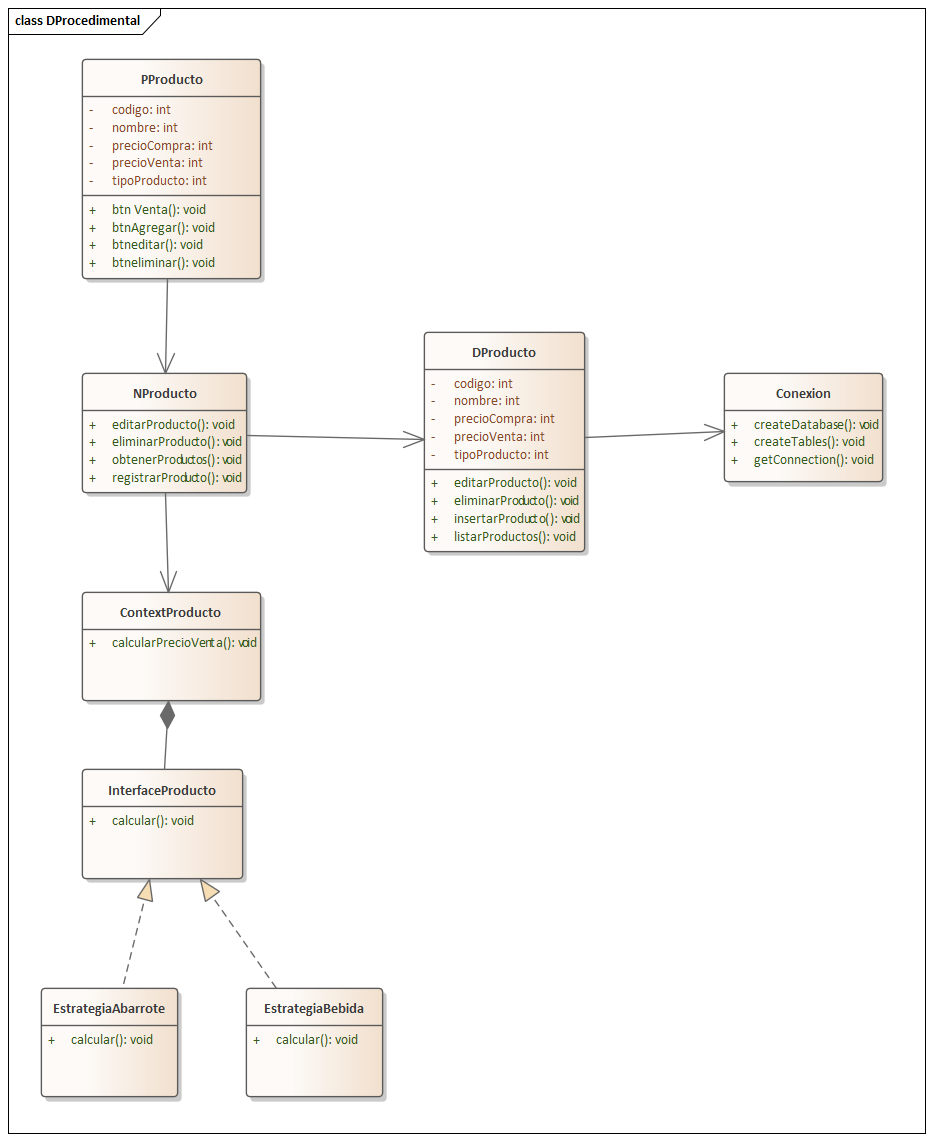 class DProcedimental
PProducto
- codigo: int
- nombre: int
- precioCompra: int
- precioVenta: int
- tipoProducto: int
+ btn Venta(): void
+ btnAgregar(): void
+ btneditar(): void
+ btneliminar(): void
NProducto
+ editarProducto(): void
+ eliminarProducto(): void
+ obtenerProductos(): void
+ registrarProducto(): void
DProducto
- codigo: int
- nombre: int
- precioCompra: int
- precioVenta: int
- tipoProducto: int
+ editarProducto(): void
+ eliminarProducto(): void
+ insertarProducto(): void
+ listarProductos(): void
Conexion
+ createDatabase(): void
+ createTables(): void
+ getConnection(): void
ContextProducto
+ calcularPrecioVenta(): void
InterfaceProducto
+ calcular(): void
EstrategiaAbarrote
+ calcular(): void
EstrategiaBebida
+ calcular(): void